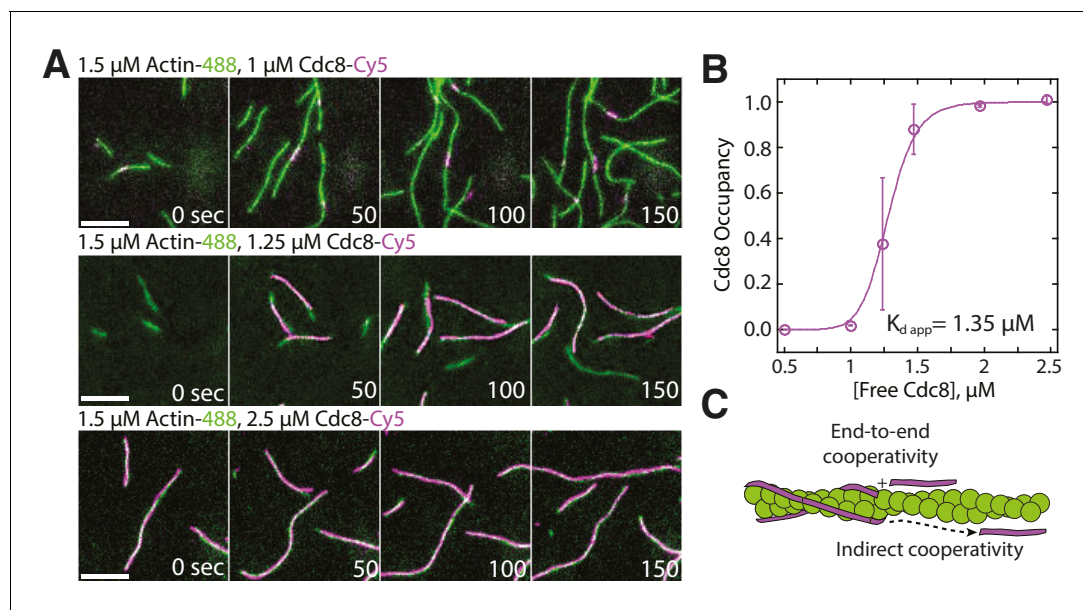 A
1.5 μM Actin-488, 1 μM Cdc8-Cy5
0 sec
50
100
150
1.5 μM Actin-488, 1.25 μM Cdc8-Cy5
0 sec
50
100
150
1.5 μM Actin-488, 2.5 μM Cdc8-Cy5
0 sec
50
100
150
B
Cdc8 Occupancy
1.0
0.8
0.6
0.4
0.2
0.0
K d app = 1.35 μM
0.5 1 1.5 2 2.5
[Free Cdc8], μM
C
End-to-end
cooperativity
+
Indirect cooperativity